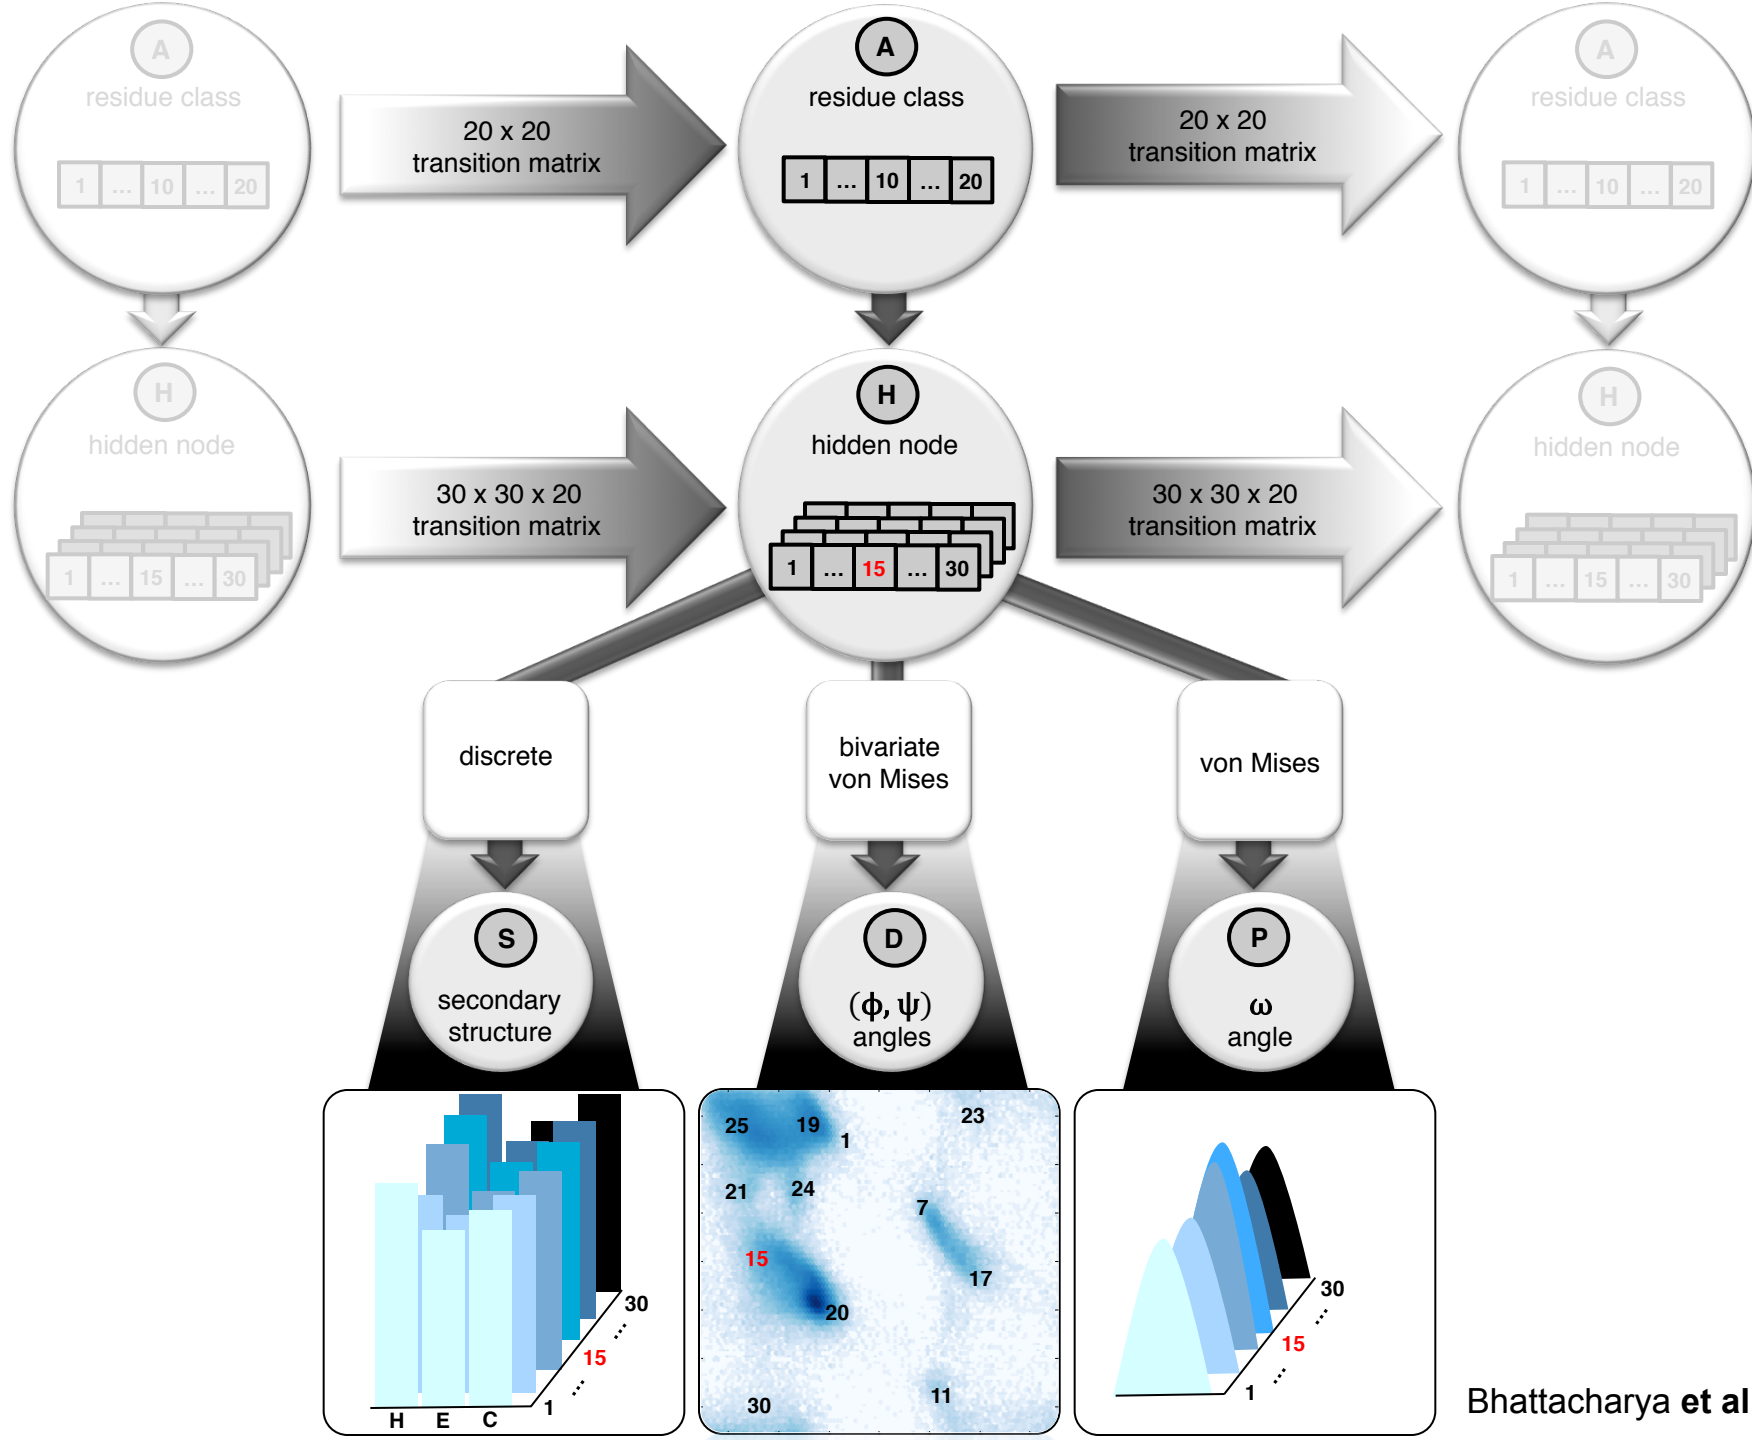 A
residue class
1 ... 10 ... 20
20 x 20
transition matrix
A
residue class
1 ... 10 ... 20
20 x 20
transition matrix
A
residue class
1 ... 10 ... 20
H
hidden node
1 ... 15 ... 30
30 x 30 x 20
transition matrix
H
hidden node
1 ... 15 ... 30
30 x 30 x 20
transition matrix
H
hidden node
1 ... 15 ... 30
discrete
bivariate
von Mises
von Mises
S
secondary
structure
D
(ϕ, ψ)
angles
P
ω
angle
H E C
1
15
30
25
19
1
23
21
24
7
15
17
20
30
11
1
15
30
Bhattacharya et al